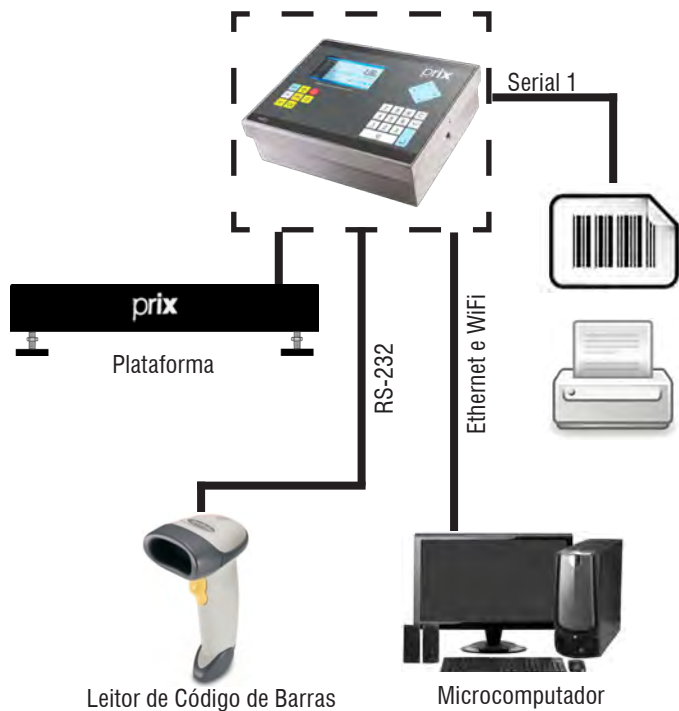 prix
Serial 1
prix
Plataforma
RS-232
Ethernet e WiFi
Leitor de Código de Barras
Microcomputador